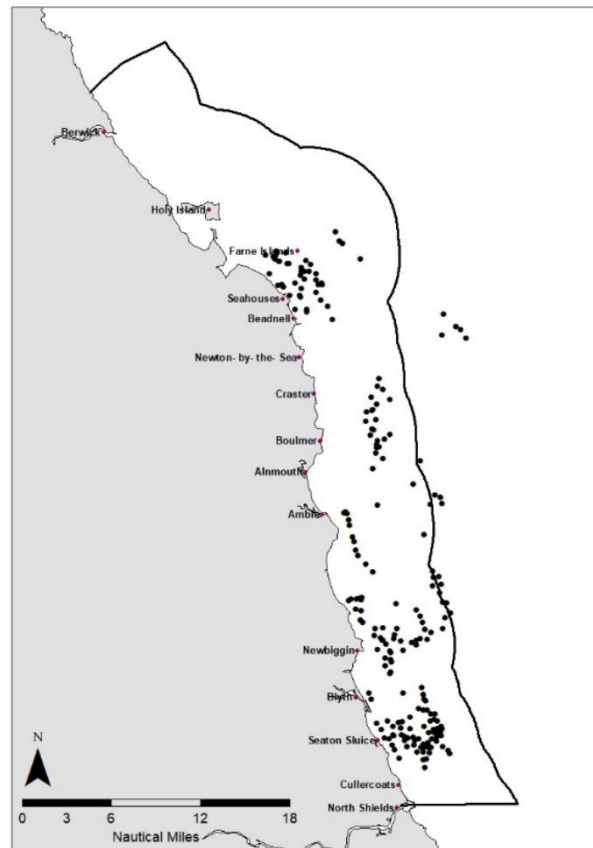 Berwick
Holy Island
Farne Islands
Seahouses
Beadnell
Newton- by- the- Sea
Craster
Boulmer
Alnmouth
Amble
Newbiggin
Blyth
Seaton Sluice
Cullercoats
North Shields
N
0 3 6 12 18
Nautical Miles